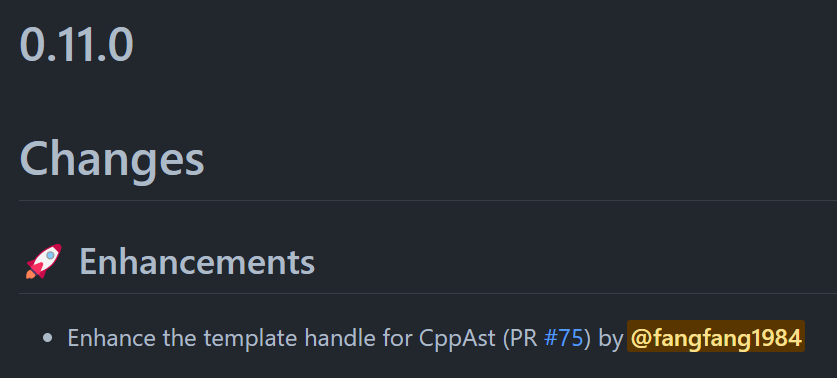 0.11.0
Changes
🚀 Enhancements
Enhance the template handle for CppAst (PR #75) by @fangfang1984